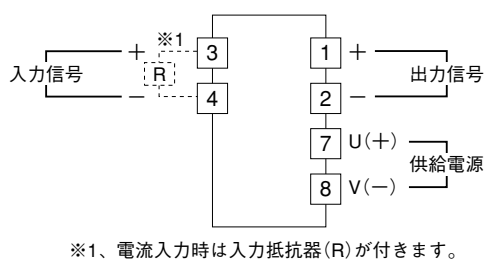 ※1
+ 3 1 +
入力信号 R 出力信号
− 4 2 −
7 U(+)
供給電源
8 V(−)
※1、電流入力時は入力抵抗器(R)が付きます。